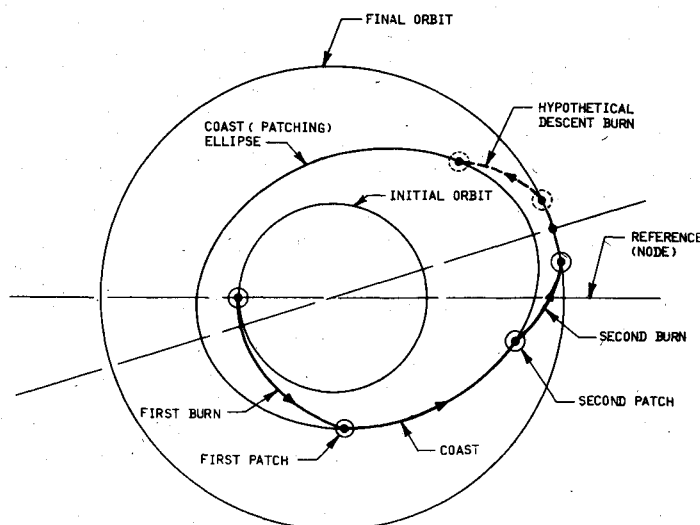 FINAL ORBIT
HYPOTHETICAL
DESCENT BURN
COAST ( PATCHING)
ELLIPSE
INITIAL ORBIT
REFERENCE
(NODE)
SECOND BURN
SECOND PATCH
FIRST BURN
COAST
FIRST PATCH